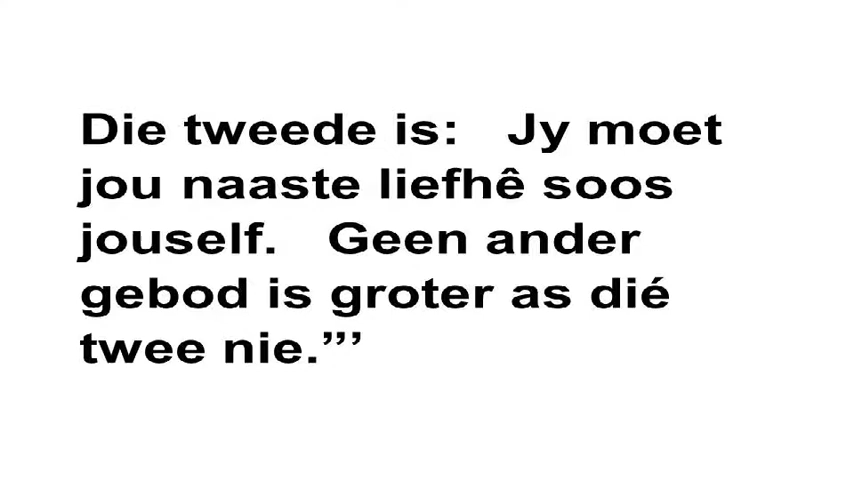 Die tweede is:   Jy moet
jou naaste liefhê soos
jouself.   Geen ander
gebod is groter as dié
twee nie.”’’